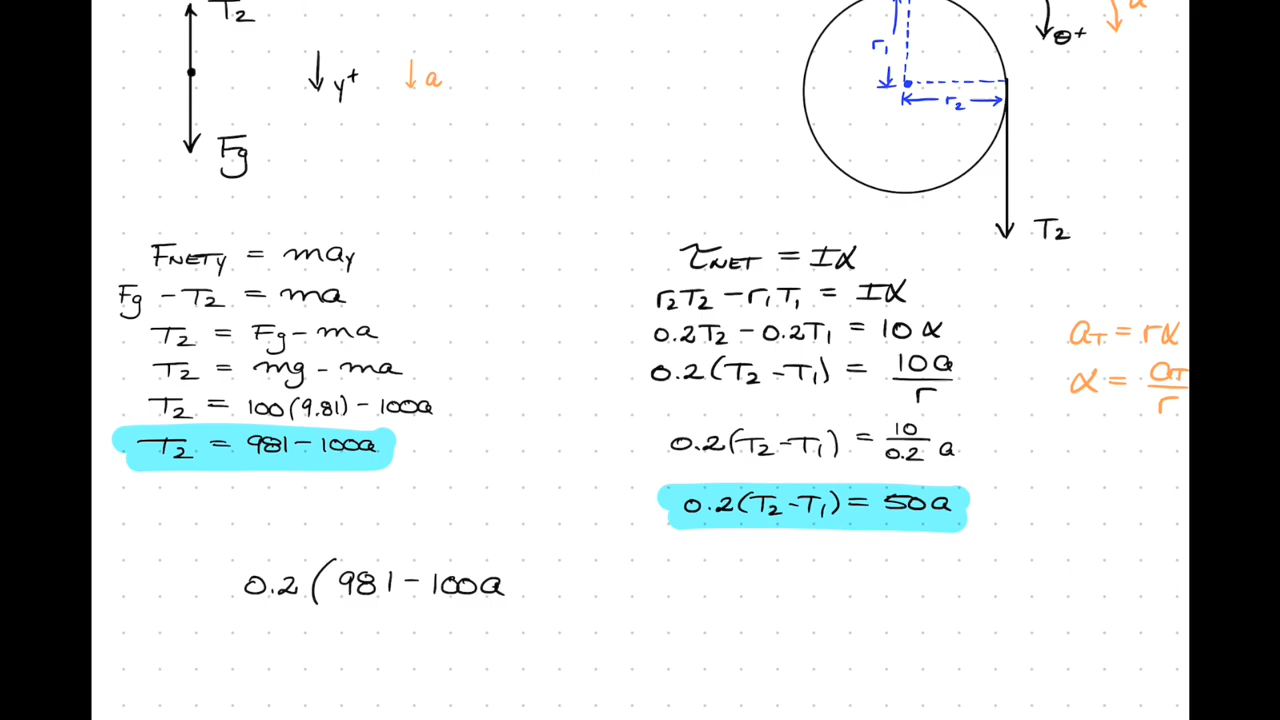 T₂
y⁺
a
Fg
r₁
r₂
θ⁺
a
T₂
F_NETy = ma_y
Fg - T₂ = ma
T₂ = Fg - ma
T₂ = mg - ma
T₂ = 100(9.81) - 100a
T₂ = 981 - 100a
τ_NET = Iα
r₂T₂ - r₁T₁ = Iα
0.2T₂ - 0.2T₁ = 10α
0.2(T₂ - T₁) = 10a/r
0.2(T₂ - T₁) = 10/0.2 a
0.2(T₂ - T₁) = 50a
a_T = rα
α = a_T/r
0.2(981 - 100a